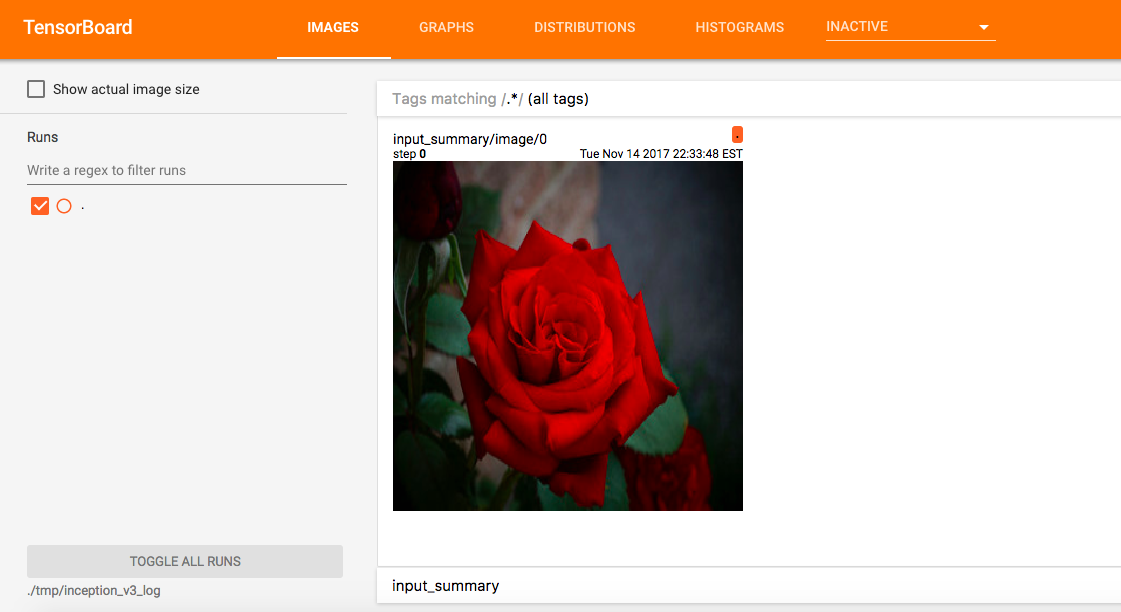 TensorBoard IMAGES GRAPHS DISTRIBUTIONS HISTOGRAMS INACTIVE
Show actual image size
Runs
Write a regex to filter runs
.
TOGGLE ALL RUNS
./tmp/inception_v3_log
Tags matching /.*/ (all tags)
input_summary/image/0 .
step 0 Tue Nov 14 2017 22:33:48 EST
input_summary